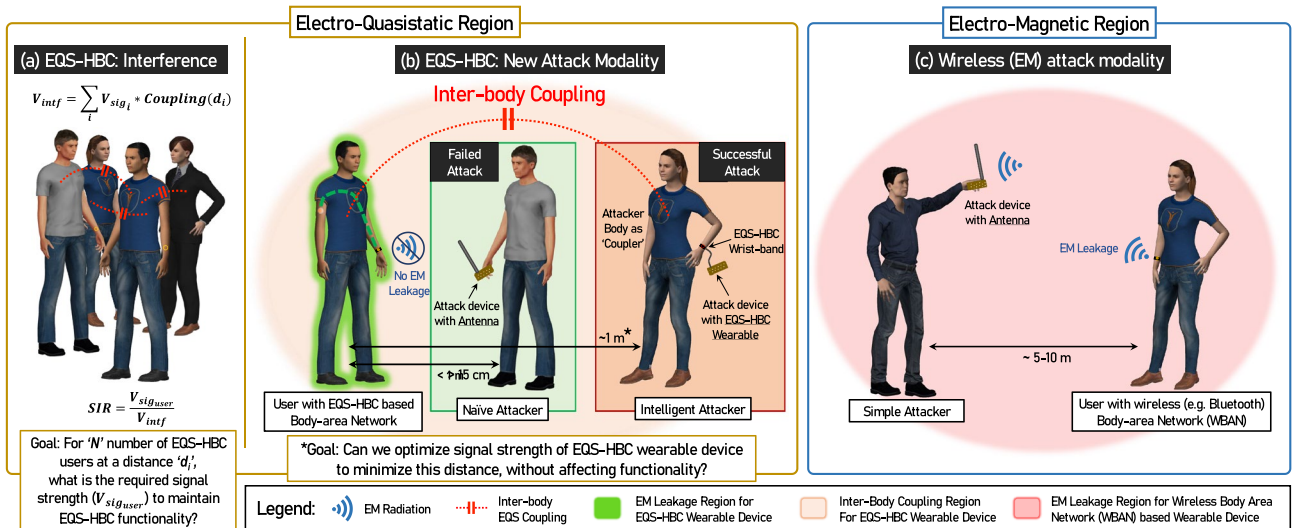 Electro-Quasistatic Region
(a) EQS-HBC: Interference
V_intf = ∑_i V_sig_i * Coupling(d_i)
SIR = V_sig_user / V_intf
Goal: For 'N' number of EQS-HBC
users at a distance 'd_i',
what is the required signal
strength (V_sig_user) to maintain
EQS-HBC functionality?
(b) EQS-HBC: New Attack Modality
Inter-body Coupling
Failed
Attack
Successful
Attack
Attacker
Body as
'Coupler'
EQS-HBC
Wrist-band
No EM
Leakage
Attack device
with Antenna
Attack device
with EQS-HBC
Wearable
~1 m*
15 cm
User with EQS-HBC based
Body-area Network
Naïve Attacker
Intelligent Attacker
*Goal: Can we optimize signal strength of EQS-HBC wearable device
to minimize this distance, without affecting functionality?
Electro-Magnetic Region
(c) Wireless (EM) attack modality
Attack device
with Antenna
EM Leakage
~ 5-10 m
Simple Attacker
User with wireless (e.g. Bluetooth)
Body-area Network (WBAN)
Legend:
EM Radiation
Inter-body
EQS Coupling
EM Leakage Region for
EQS-HBC Wearable Device
Inter-Body Coupling Region
For EQS-HBC Wearable Device
EM Leakage Region for Wireless Body Area
Network (WBAN) based Wearable Device